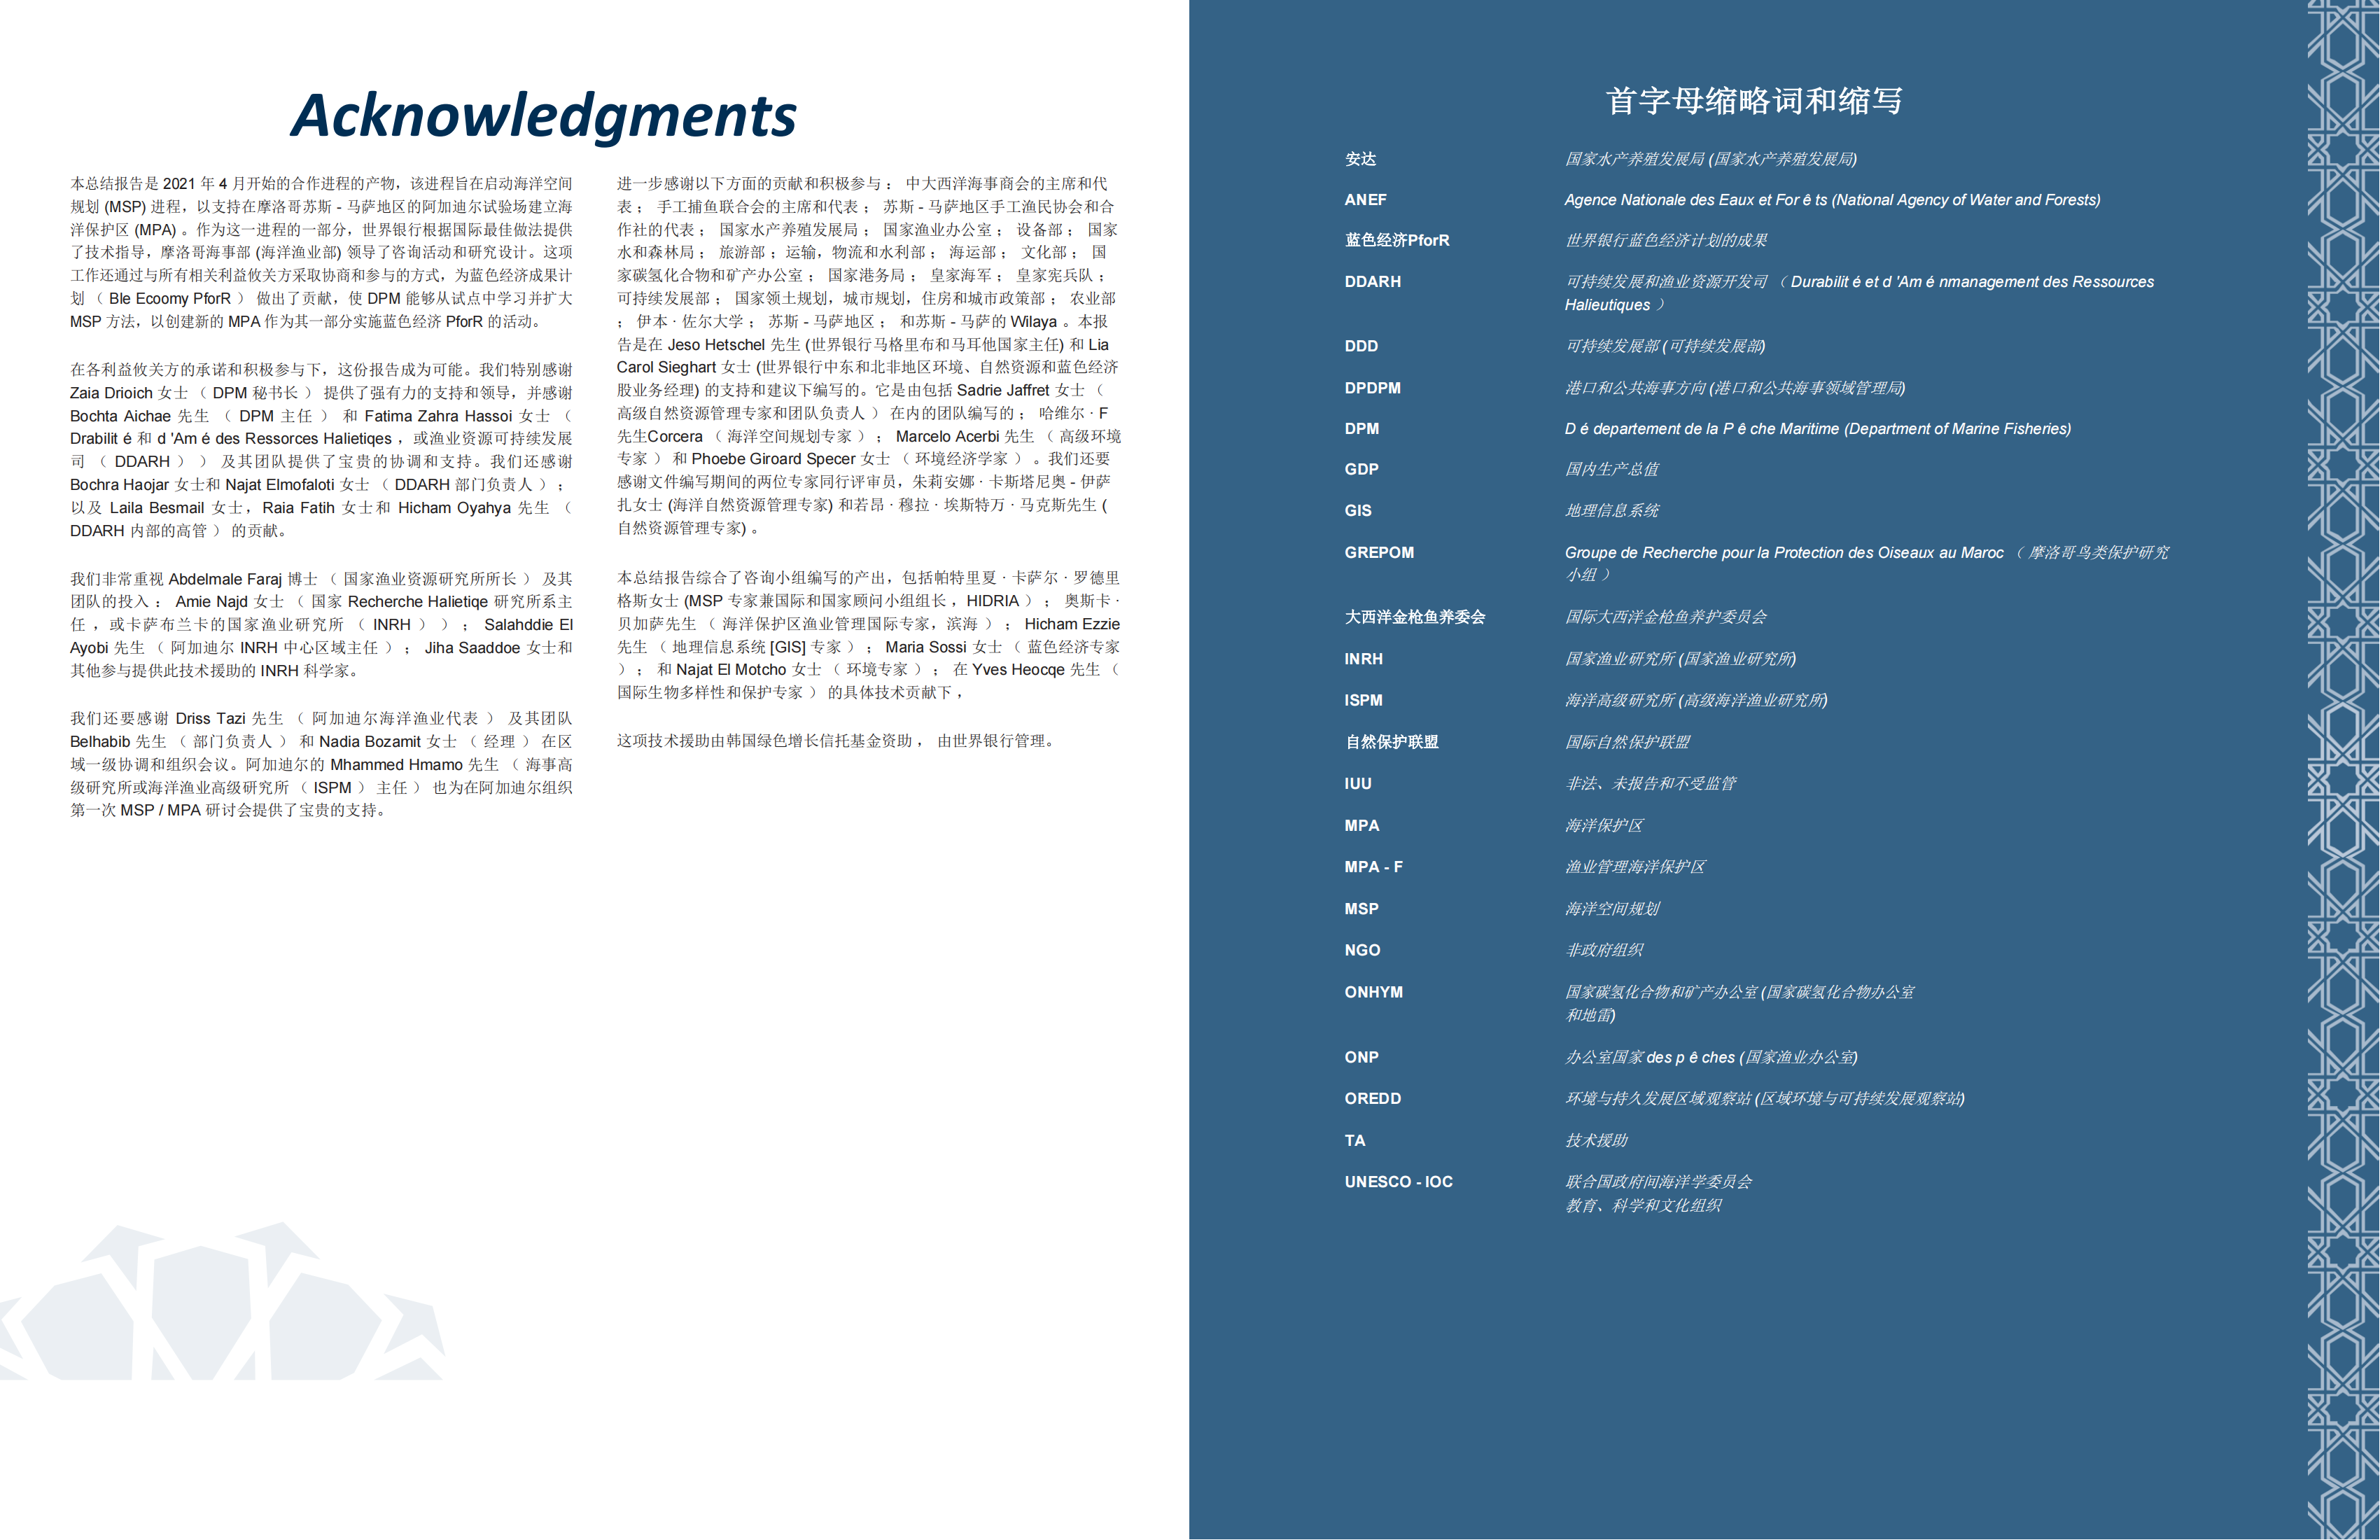 Acknowledgments
本总结报告是 2021 年 4 月开始的合作进程的产物，该进程旨在启动海洋空间
规划 (MSP) 进程，以支持在摩洛哥苏斯 - 马萨地区的阿加迪尔试验场建立海
洋保护区 (MPA) 。作为这一进程的一部分，世界银行根据国际最佳做法提供
了技术指导，摩洛哥海事部 (海洋渔业部) 领导了咨询活动和研究设计。这项
工作还通过与所有相关利益攸关方采取协商和参与的方式，为蓝色经济成果计
划 （ Ble Ecoomy PforR ） 做出了贡献，使 DPM 能够从试点中学习并扩大
MSP 方法，以创建新的 MPA 作为其一部分实施蓝色经济 PforR 的活动。
在各利益攸关方的承诺和积极参与下，这份报告成为可能。我们特别感谢
Zaia Drioich 女士 （ DPM 秘书长 ） 提供了强有力的支持和领导，并感谢
Bochta Aichae 先生 （ DPM 主任 ） 和 Fatima Zahra Hassoi 女士 （
Drabilit é 和 d 'Am é des Ressorces Halietiqes ，或渔业资源可持续发展
司 （ DDARH ） ） 及其团队提供了宝贵的协调和支持。我们还感谢
Bochra Haojar 女士和 Najat Elmofaloti 女士 （ DDARH 部门负责人 ） ；
以及 Laila Besmail 女士，Raia Fatih 女士和 Hicham Oyahya 先生 （
DDARH 内部的高管 ） 的贡献。
我们非常重视 Abdelmale Faraj 博士 （ 国家渔业资源研究所所长 ） 及其
团队的投入 ； Amie Najd 女士 （ 国家 Recherche Halietiqe 研究所系主
任 ，或卡萨布兰卡的国家渔业研究所 （ INRH ） ） ； Salahddie El
Ayobi 先生 （ 阿加迪尔 INRH 中心区域主任 ） ； Jiha Saaddoe 女士和
其他参与提供此技术援助的 INRH 科学家。
我们还要感谢 Driss Tazi 先生 （ 阿加迪尔海洋渔业代表 ） 及其团队
Belhabib 先生 （ 部门负责人 ） 和 Nadia Bozamit 女士 （ 经理 ） 在区
域一级协调和组织会议。阿加迪尔的 Mhammed Hmamo 先生 （ 海事高
级研究所或海洋渔业高级研究所 （ ISPM ） 主任 ） 也为在阿加迪尔组织
第一次 MSP / MPA 研讨会提供了宝贵的支持。
进一步感谢以下方面的贡献和积极参与 ； 中大西洋海事商会的主席和代
表 ； 手工捕鱼联合会的主席和代表 ； 苏斯 - 马萨地区手工渔民协会和合
作社的代表 ； 国家水产养殖发展局 ； 国家渔业办公室 ； 设备部 ； 国家
水和森林局 ； 旅游部 ；运输，物流和水利部 ； 海运部 ； 文化部 ； 国
家碳氢化合物和矿产办公室 ； 国家港务局 ； 皇家海军 ； 皇家宪兵队 ；
可持续发展部 ； 国家领土规划，城市规划，住房和城市政策部 ； 农业部
； 伊本 · 佐尔大学 ； 苏斯 - 马萨地区 ； 和苏斯 - 马萨的 Wilaya 。本报
告是在 Jeso Hetschel 先生 (世界银行马格里布和马耳他国家主任) 和 Lia
Carol Sieghart 女士 (世界银行中东和北非地区环境、自然资源和蓝色经济
股业务经理) 的支持和建议下编写的。它是由包括 Sadrie Jaffret 女士 （
高级自然资源管理专家和团队负责人 ） 在内的团队编写的 ； 哈维尔 · F
先生Corcera （ 海洋空间规划专家 ） ； Marcelo Acerbi 先生 （ 高级环境
专家 ） 和 Phoebe Giroard Specer 女士 （ 环境经济学家 ） 。我们还要
感谢文件编写期间的两位专家同行评审员，朱莉安娜 · 卡斯塔尼奥 - 伊萨
扎女士 (海洋自然资源管理专家) 和若昂 · 穆拉 · 埃斯特万 · 马克斯先生 (
自然资源管理专家) 。
本总结报告综合了咨询小组编写的产出，包括帕特里夏 · 卡萨尔 · 罗德里
格斯女士 (MSP 专家兼国际和国家顾问小组组长 ，HIDRIA ） ； 奥斯卡 ·
贝加萨先生 （ 海洋保护区渔业管理国际专家，滨海 ） ； Hicham Ezzie
先生 （ 地理信息系统 [GIS] 专家 ） ； Maria Sossi 女士 （ 蓝色经济专家
） ； 和 Najat El Motcho 女士 （ 环境专家 ） ； 在 Yves Heocqe 先生 （
国际生物多样性和保护专家 ） 的具体技术贡献下 ，
这项技术援助由韩国绿色增长信托基金资助 ， 由世界银行管理。
首字母缩略词和缩写
安达 国家水产养殖发展局 (国家水产养殖发展局)
ANEF Agence Nationale des Eaux et For ê ts (National Agency of Water and Forests)
蓝色经济PforR 世界银行蓝色经济计划的成果
DDARH 可持续发展和渔业资源开发司 （ Durabilit é et d 'Am é nmanagement des Ressources
Halieutiques ）
DDD 可持续发展部 (可持续发展部)
DPDPM 港口和公共海事方向 (港口和公共海事领域管理局)
DPM D é departement de la P ê che Maritime (Department of Marine Fisheries)
GDP 国内生产总值
GIS 地理信息系统
GREPOM Groupe de Recherche pour la Protection des Oiseaux au Maroc （ 摩洛哥鸟类保护研究
小组 ）
大西洋金枪鱼养委会 国际大西洋金枪鱼养护委员会
INRH 国家渔业研究所 (国家渔业研究所)
ISPM 海洋高级研究所 (高级海洋渔业研究所)
自然保护联盟 国际自然保护联盟
IUU 非法、未报告和不受监管
MPA 海洋保护区
MPA - F 渔业管理海洋保护区
MSP 海洋空间规划
NGO 非政府组织
ONHYM 国家碳氢化合物和矿产办公室 (国家碳氢化合物办公室
和地雷)
ONP 办公室国家 des p ê ches (国家渔业办公室)
OREDD 环境与持久发展区域观察站 (区域环境与可持续发展观察站)
TA 技术援助
UNESCO - IOC 联合国政府间海洋学委员会
教育、科学和文化组织